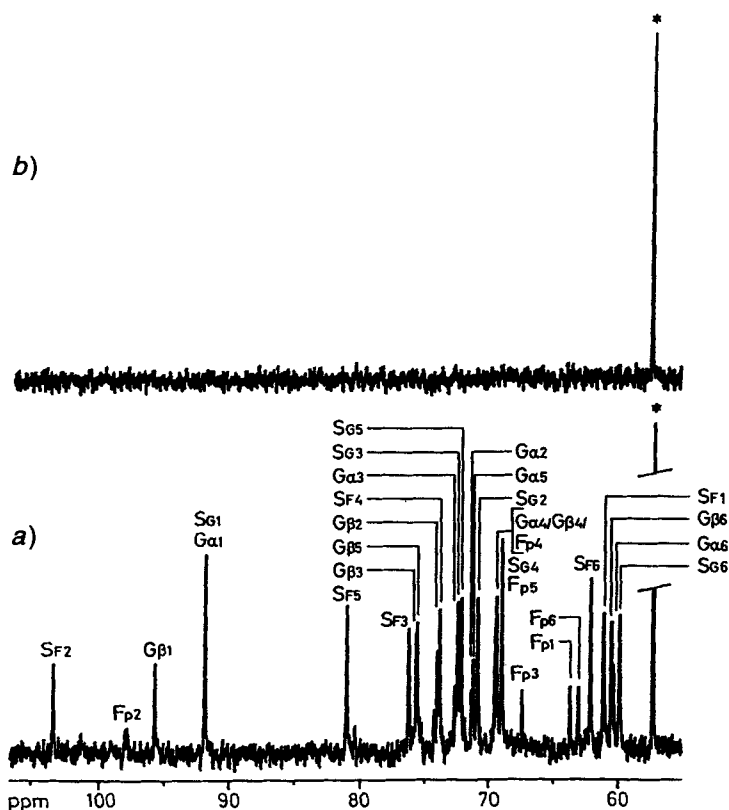 *
b)
*
SG5
SG3
Gα3
SF4
Gβ2
Gβ5
Gβ3
SF5
SF3
Gα2
Gα5
SG2
Gα4/Gβ4/
Fp4
SG4
Fp5
Fp3
SF6
Fp6
Fp1
SF1
Gβ6
Gα6
SG6
a)
SG1
Gα1
SF2
Fp2
Gβ1
ppm 100 90 80 70 60